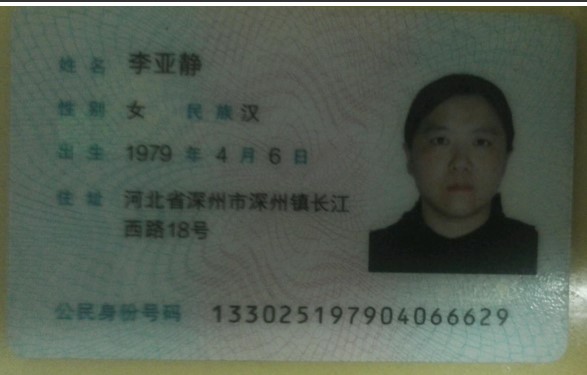 姓名 李亚静
性别 女 民族 汉
出生 1979 年 4 月 6 日
住址 河北省深州市深州镇长江
西路18号
公民身份号码 133025197904066629